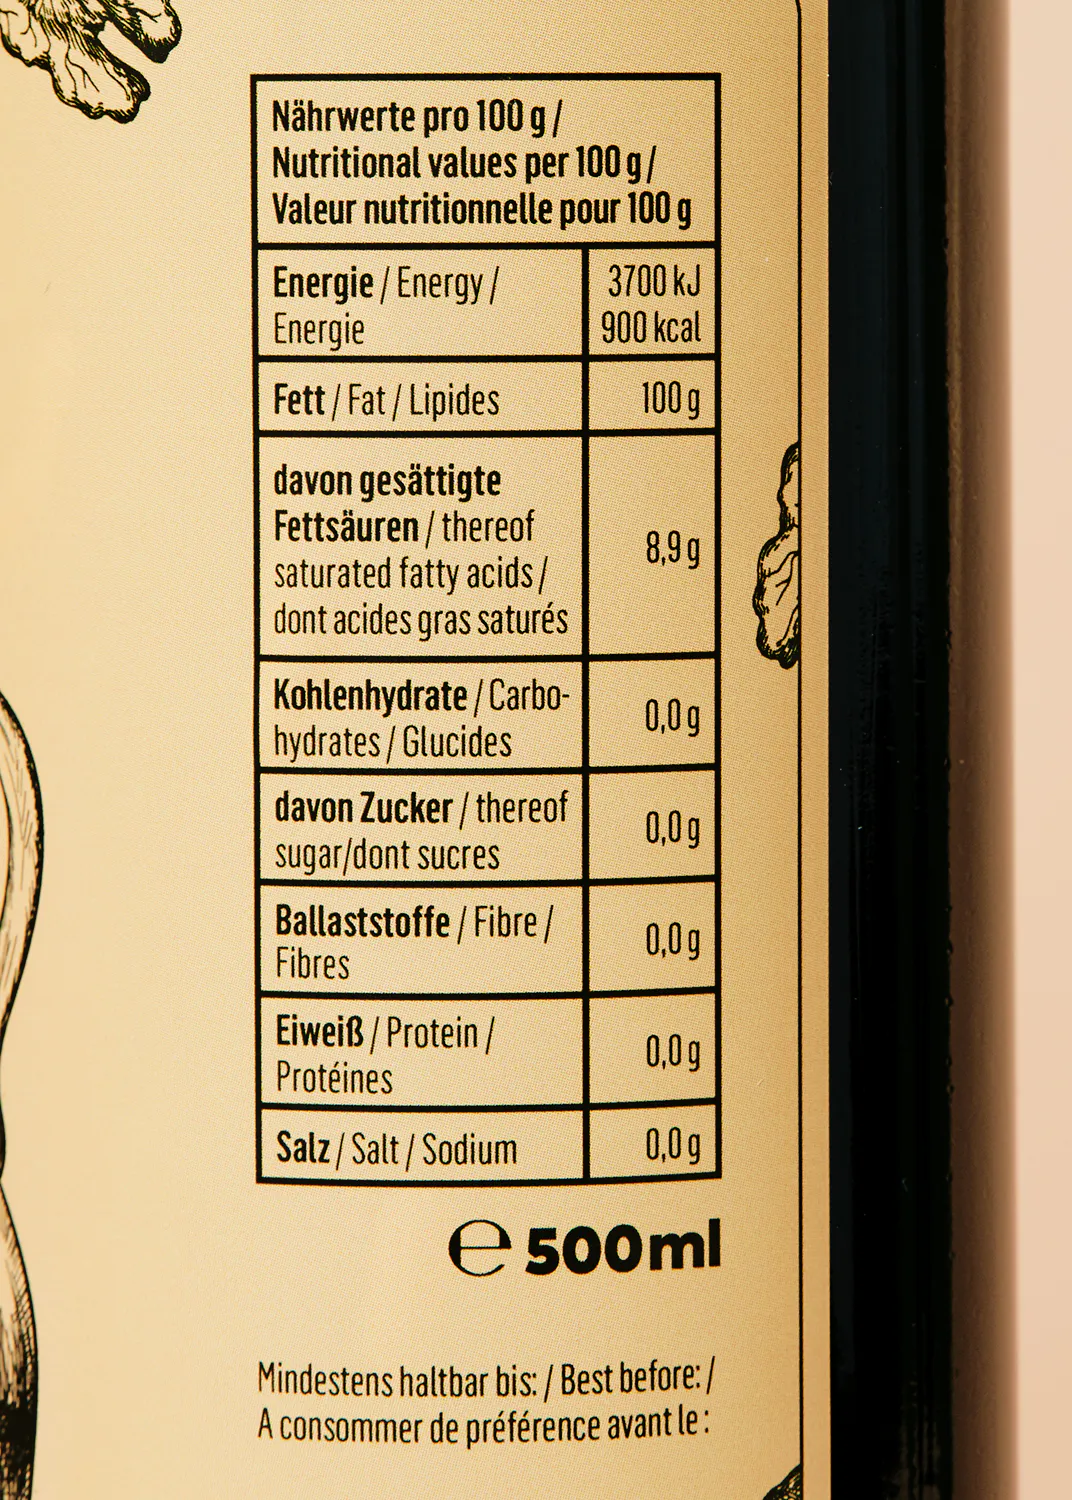 Nährwerte pro 100 g /
Nutritional values per 100 g /
Valeur nutritionnelle pour 100 g
Energie / Energy /
Energie
3700 kJ
900 kcal
Fett / Fat / Lipides
100 g
davon gesättigte
Fettsäuren / thereof
saturated fatty acids /
dont acides gras saturés
8,9 g
Kohlenhydrate / Carbo-
hydrates / Glucides
0,0 g
davon Zucker / thereof
sugar/dont sucres
0,0 g
Ballaststoffe / Fibre /
Fibres
0,0 g
Eiweiß / Protein /
Protéines
0,0 g
Salz / Salt / Sodium
0,0 g
℮ 500ml
Mindestens haltbar bis: / Best before: /
A consommer de préférence avant le :